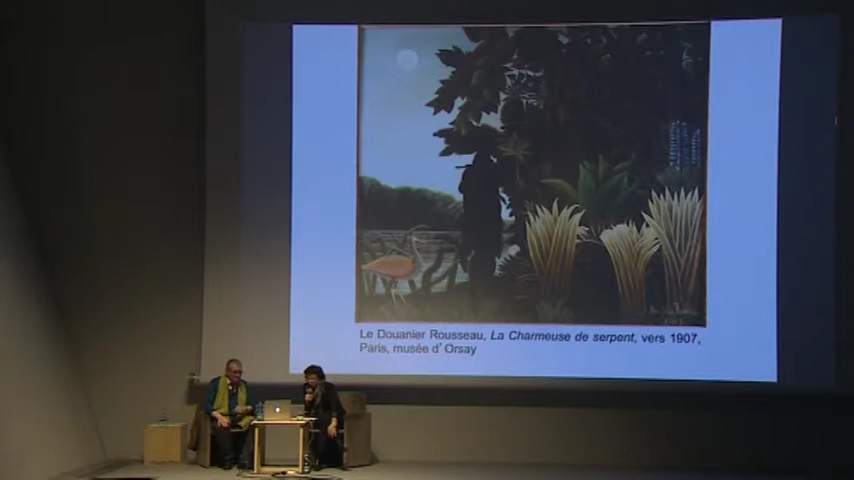 Le Douanier Rousseau, La Charmeuse de serpent, vers 1907,
Paris, musée d'Orsay